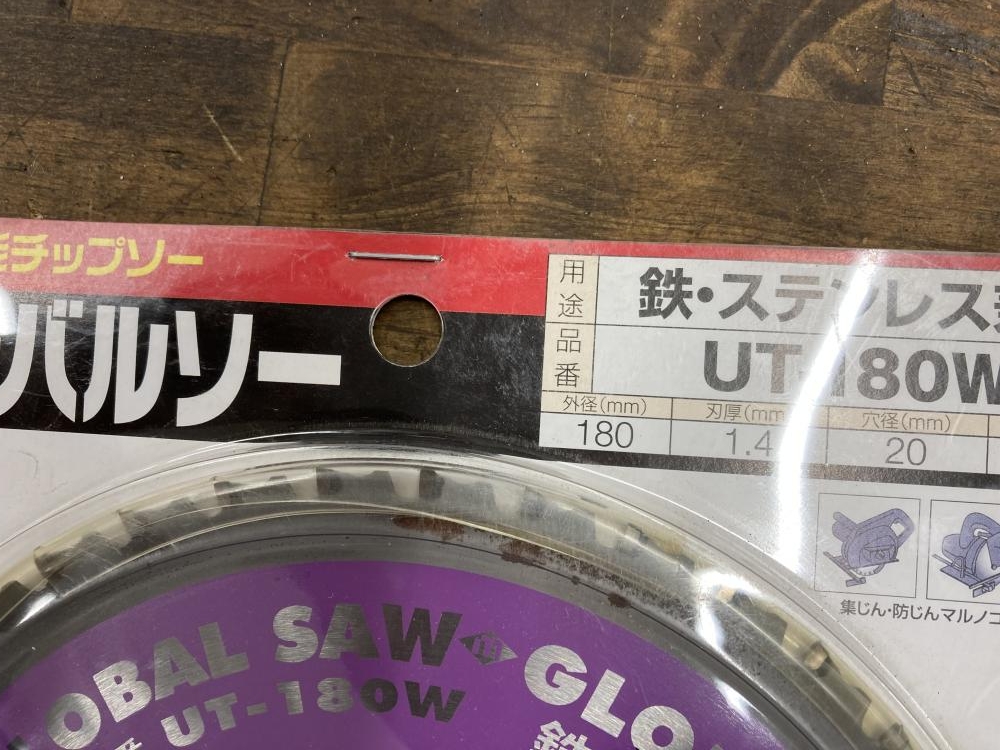 チップソー
バルソー
用途
鉄・ステンレス
品番
UT-180W
外径(mm)
刃厚(mm
穴径(mm)
180
1.4
20
集じん・防じんマルノコ
OBAL SAW GLO
UT-180W
鉄